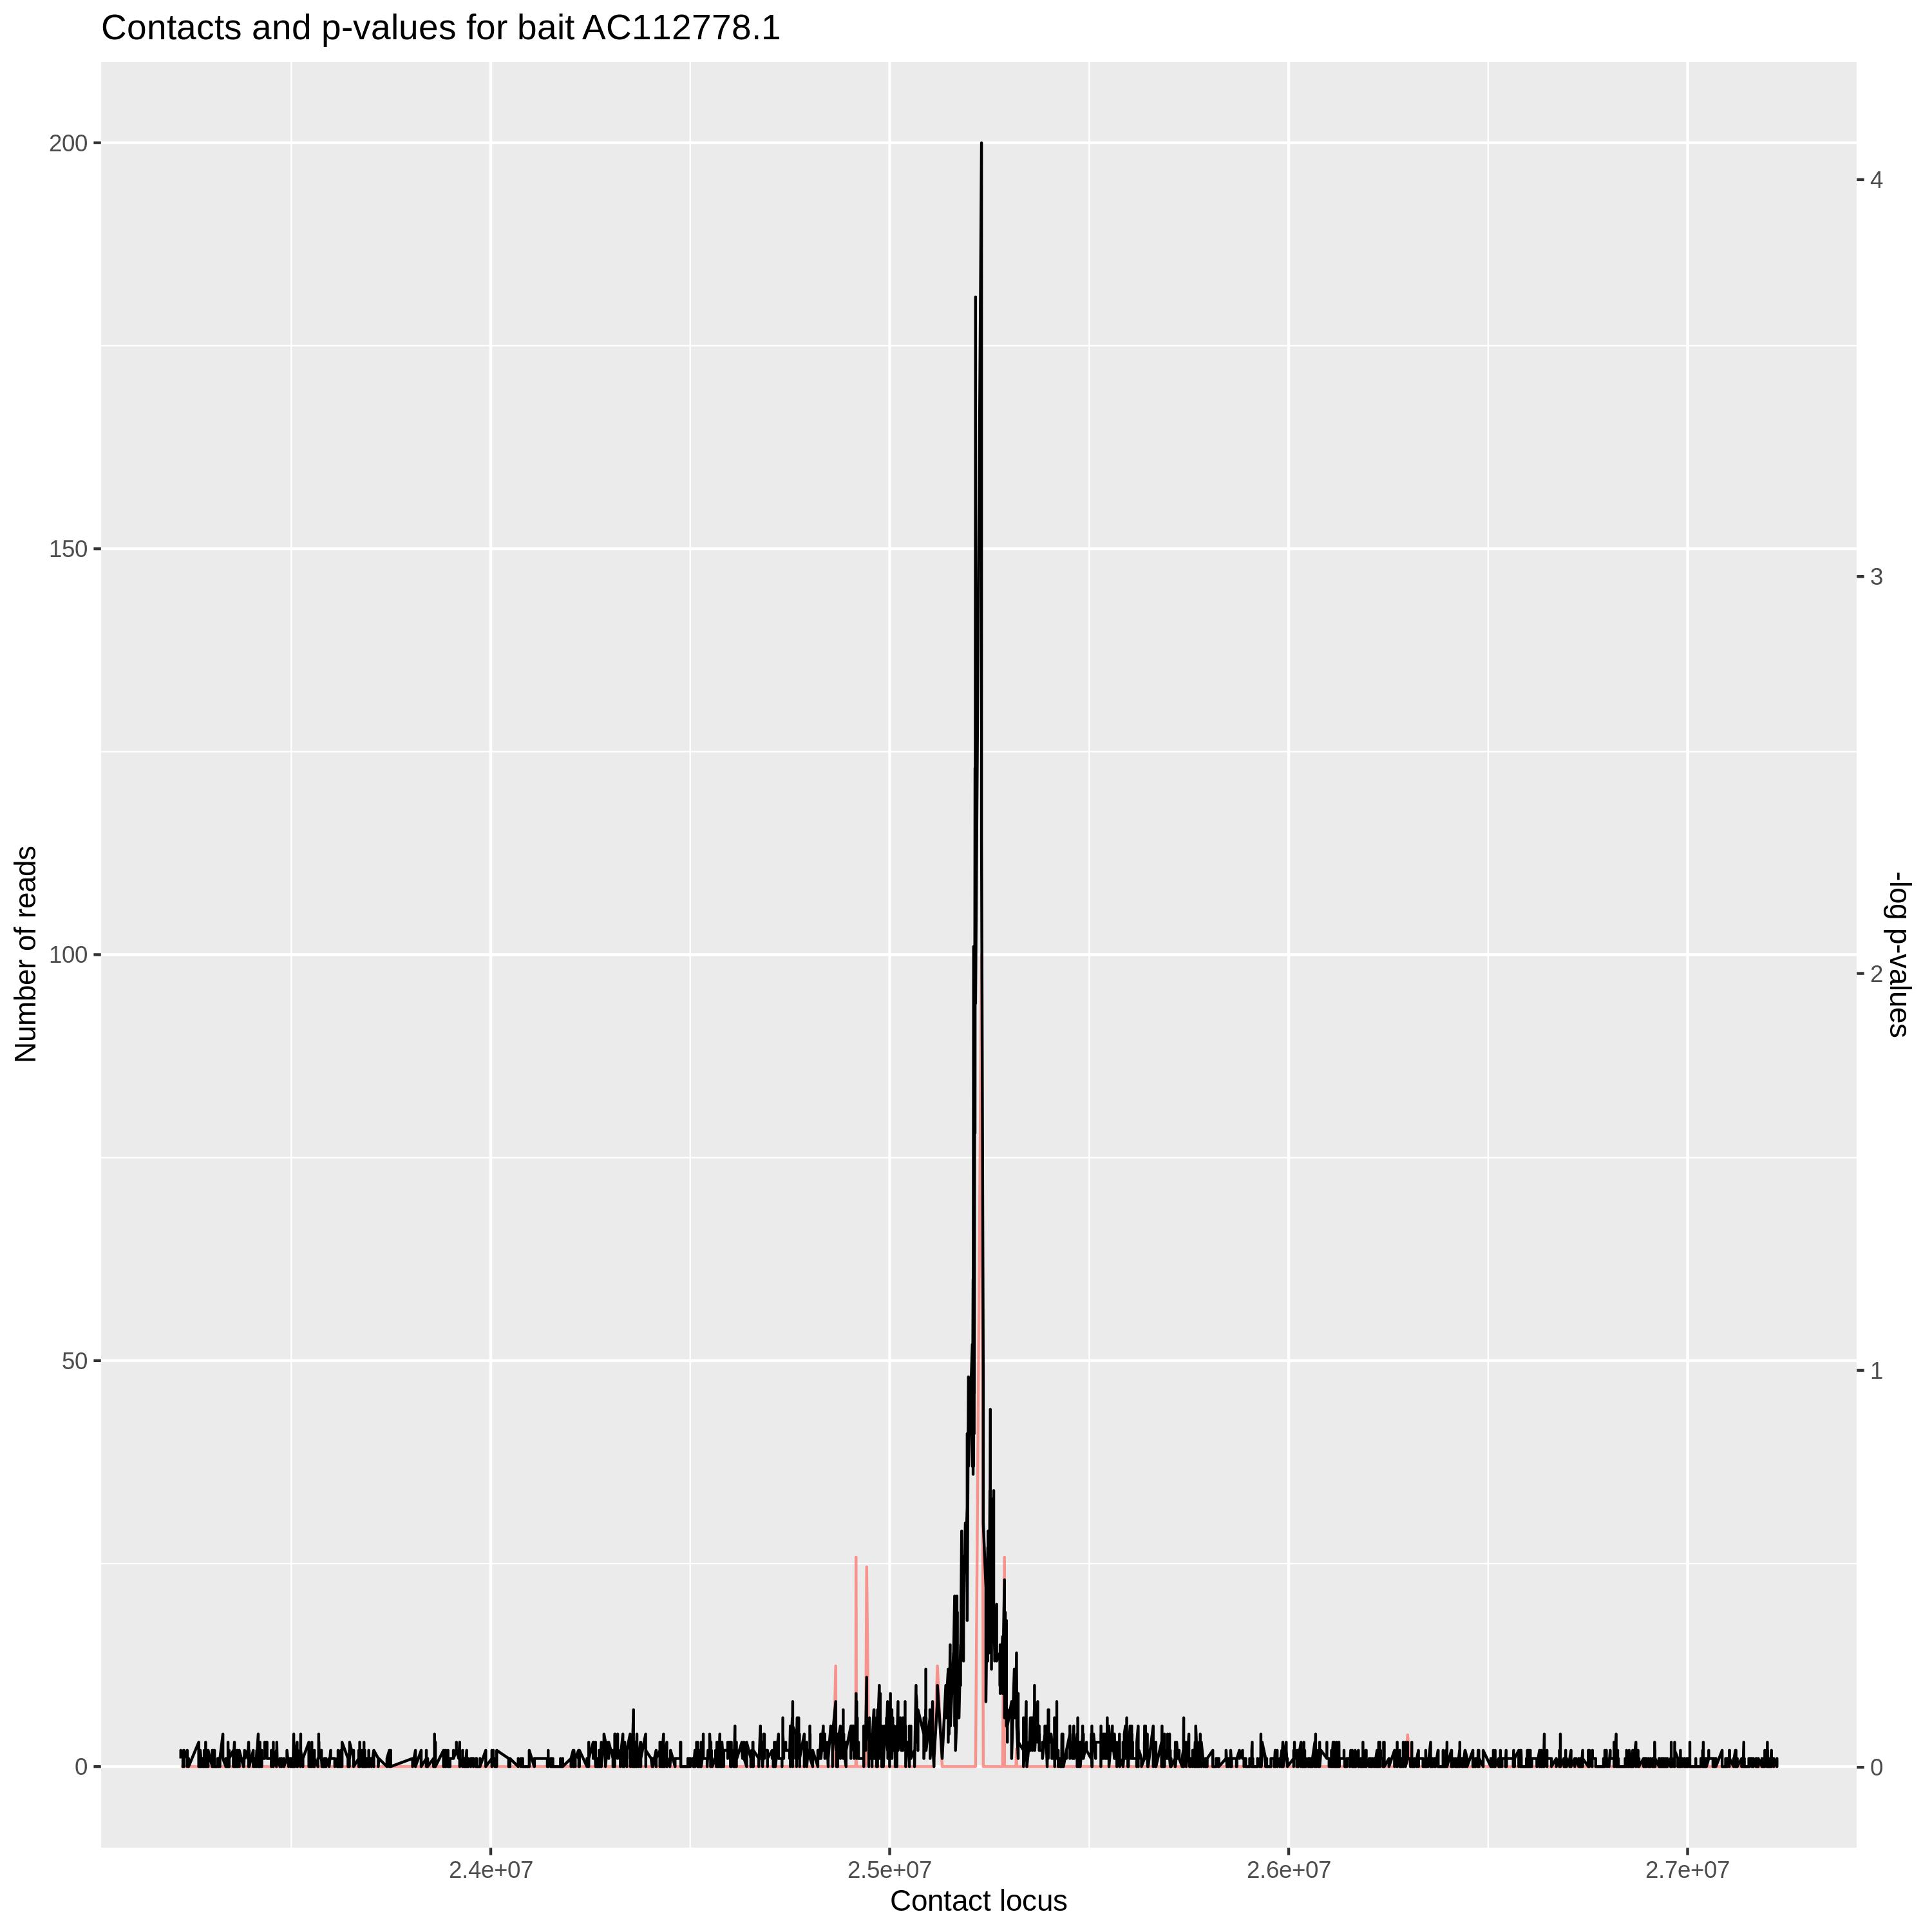 Contacts and p-values for bait AC112778.1
200
150
100
50
0
Number of reads
4
3
2
1
0
-log p-values
2.4e+07
2.5e+07
2.6e+07
2.7e+07
Contact locus